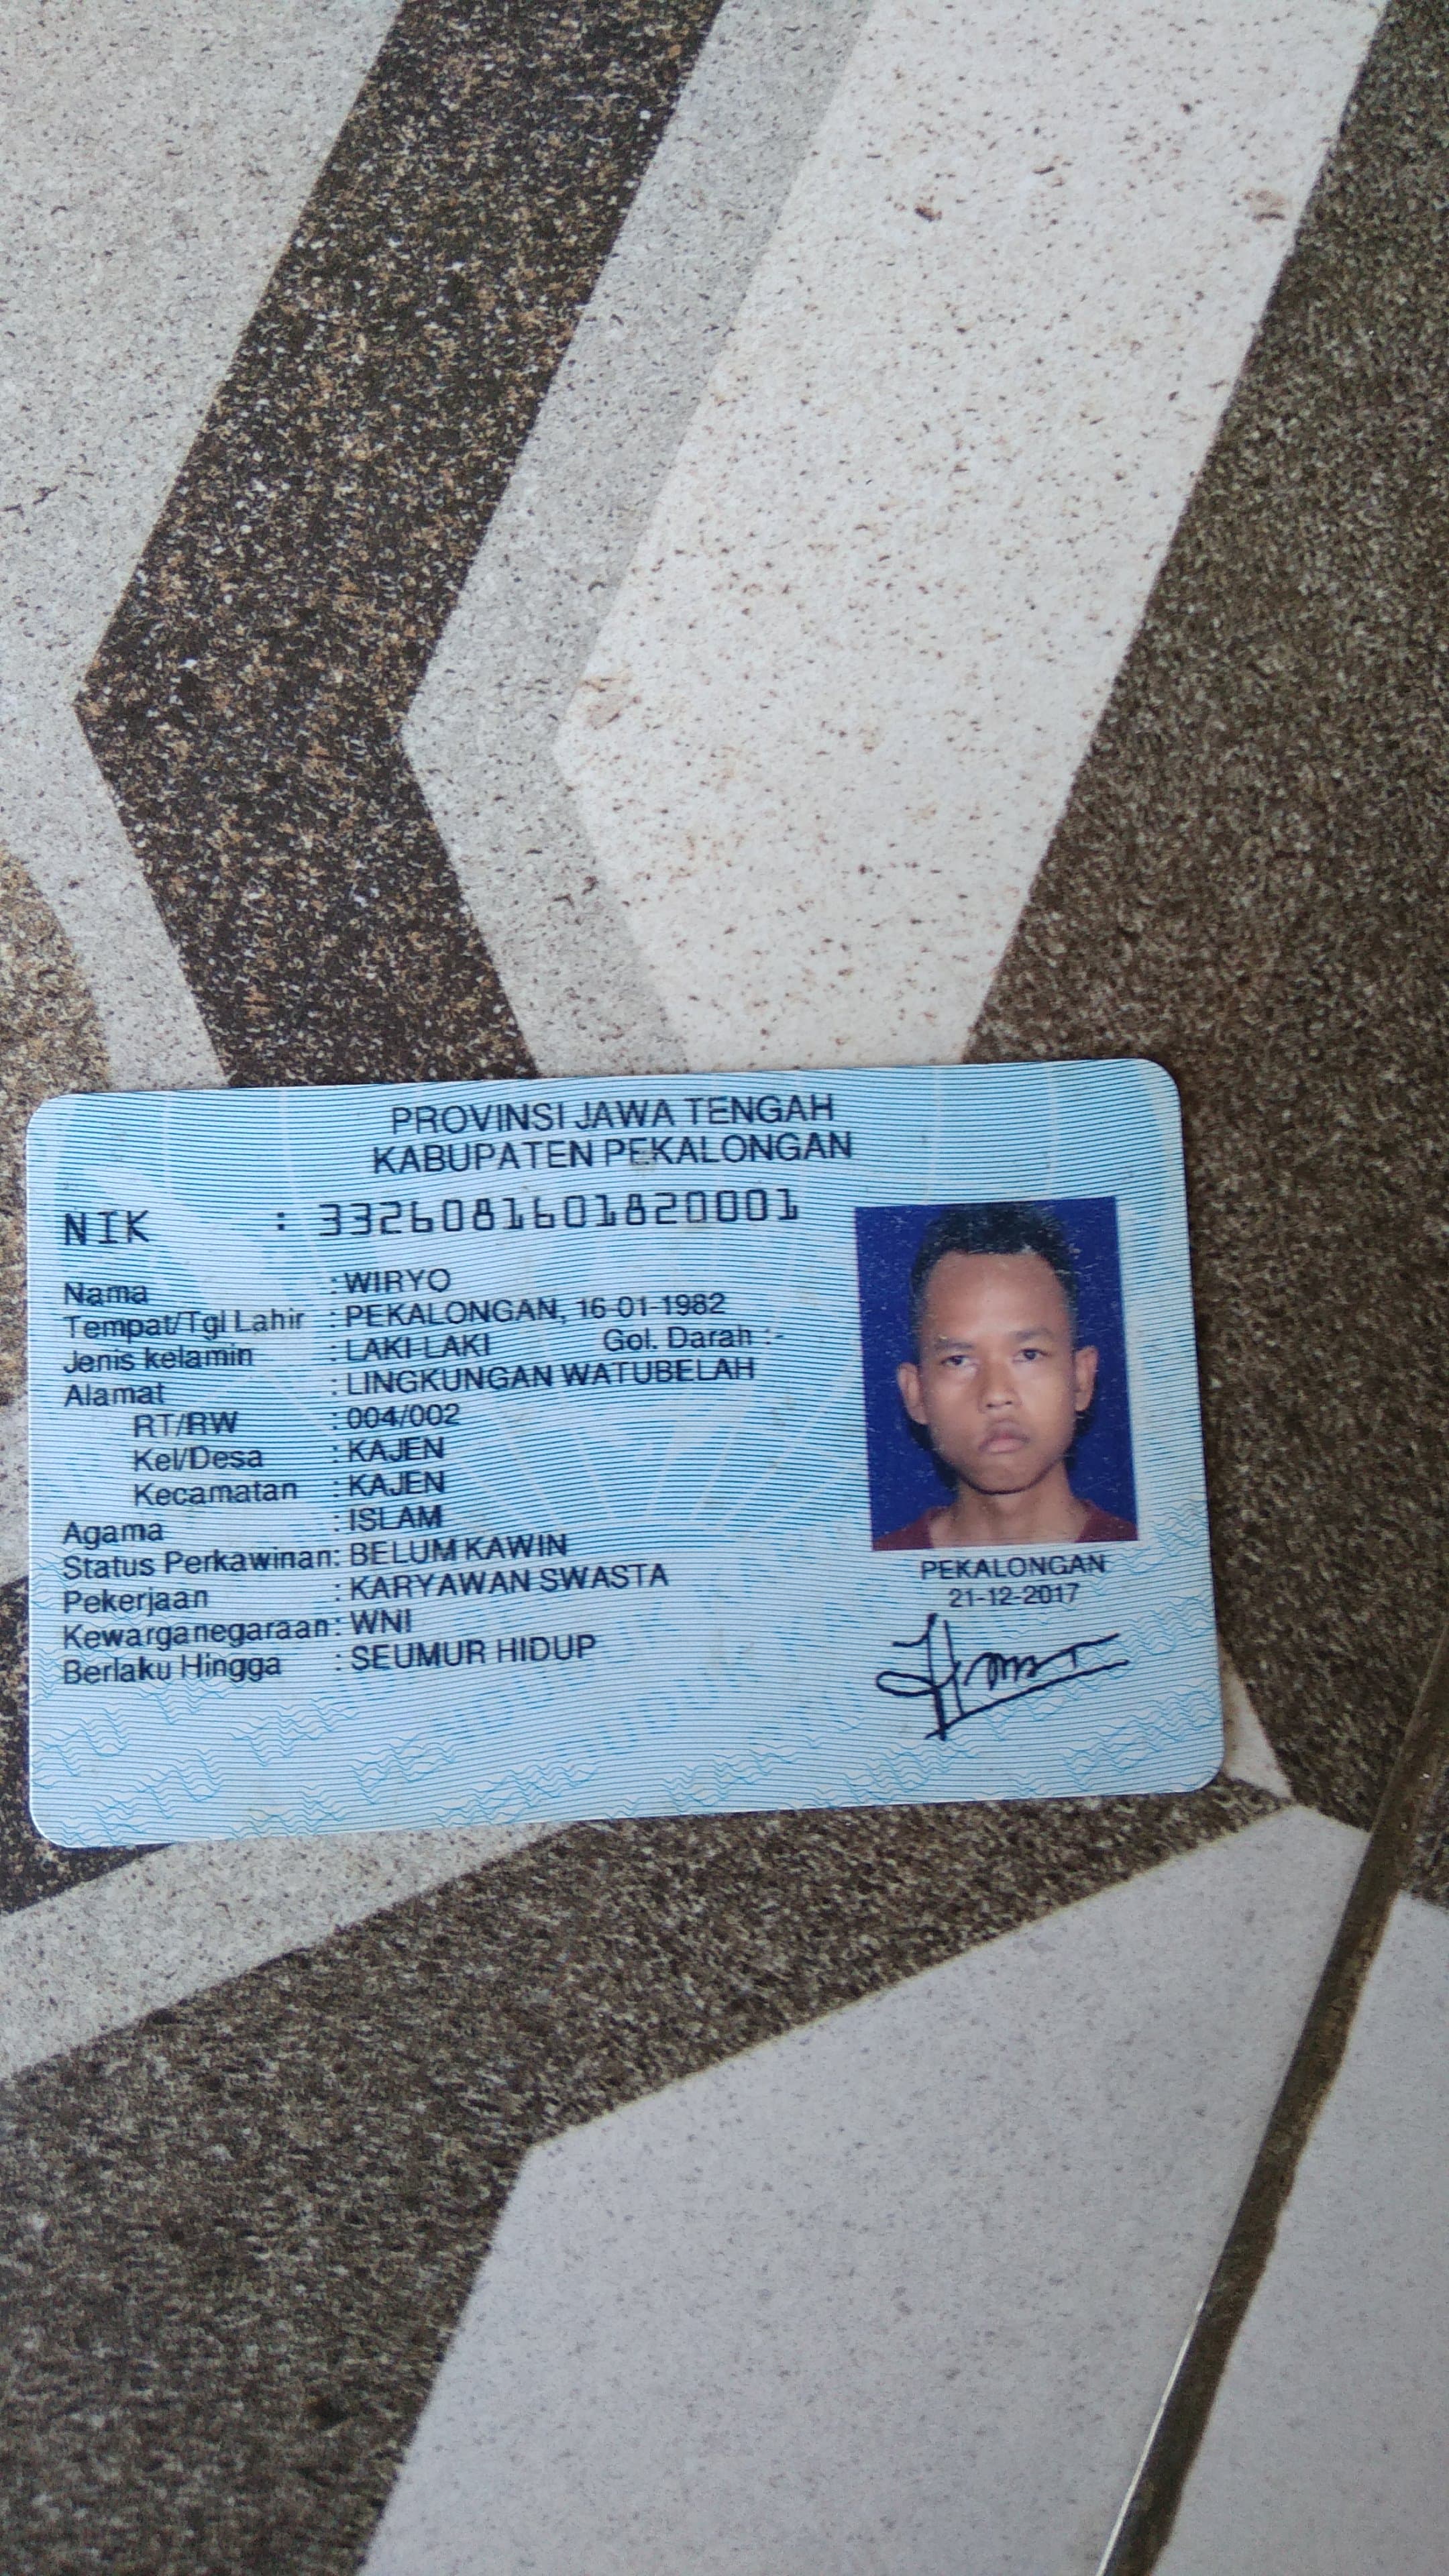 PROVINSI JAWA TENGAH
KABUPATEN PEKALONGAN
NIK : 3326081601820001
Nama : WIRYO
Tempat/Tgl Lahir : PEKALONGAN, 16-01-1982
Jenis kelamin : LAKI-LAKI Gol. Darah :-
Alamat : LINGKUNGAN WATUBELAH
RT/RW : 004/002
Kel/Desa : KAJEN
Kecamatan : KAJEN
Agama : ISLAM
Status Perkawinan: BELUM KAWIN
Pekerjaan : KARYAWAN SWASTA
Kewarganegaraan: WNI
Berlaku Hingga : SEUMUR HIDUP
PEKALONGAN
21-12-2017